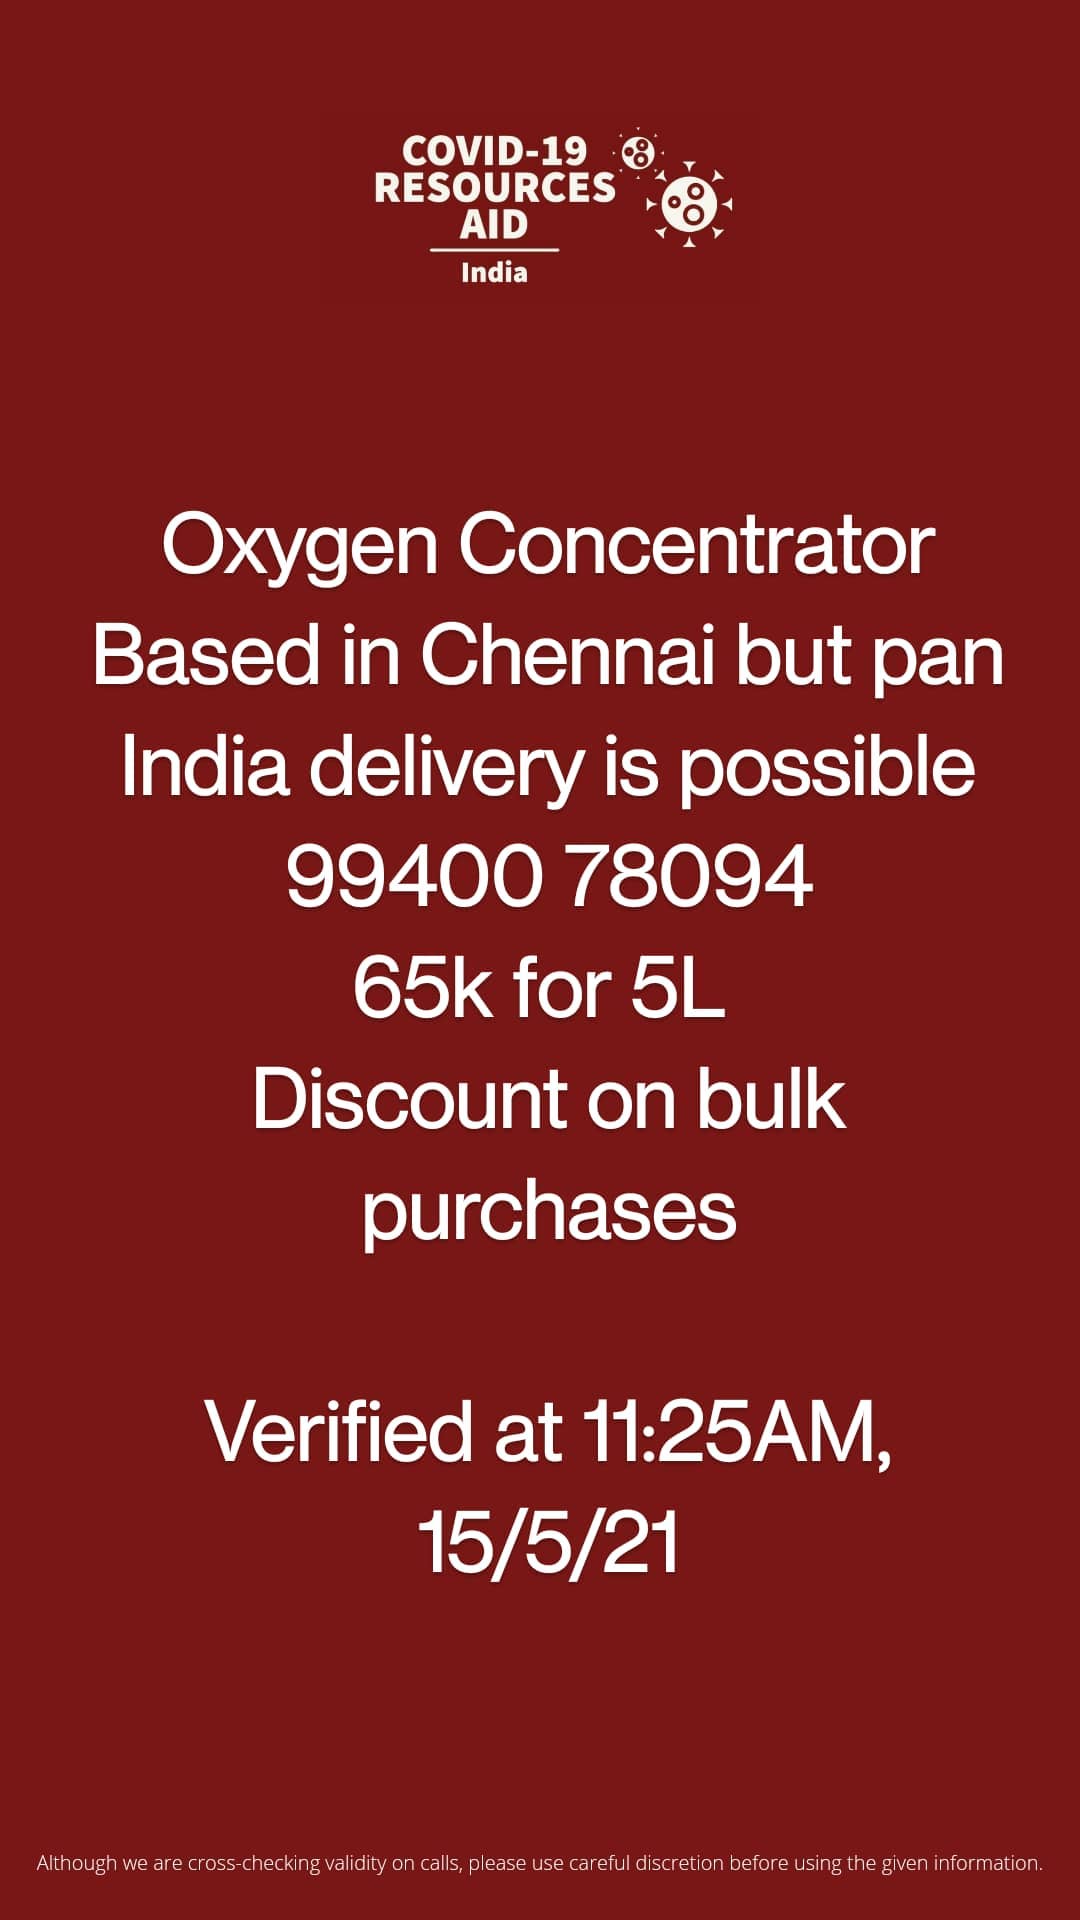 COVID-19
RESOURCES
AID
India
Oxygen Concentrator
Based in Chennai but pan
India delivery is possible
99400 78094
65k for 5L
Discount on bulk
purchases
Verified at 11:25AM,
15/5/21
Although we are cross-checking validity on calls, please use careful discretion before using the given information.